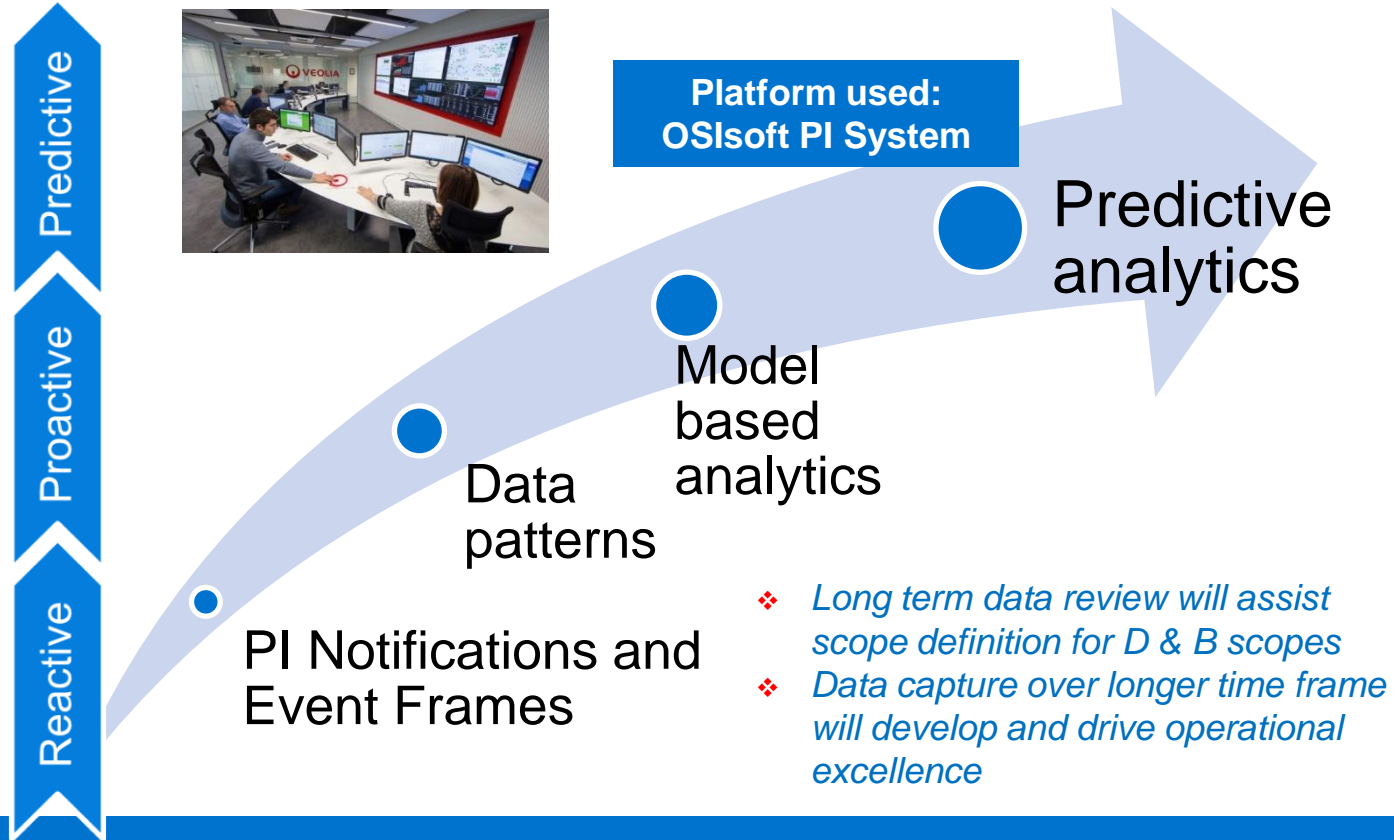 Predictive
Proactive
Reactive
VEOLIA
Platform used:
OSIsoft PI System
Predictive
analytics
Model
based
analytics
Data
patterns
PI Notifications and
Event Frames
❖ Long term data review will assist
scope definition for D & B scopes
❖ Data capture over longer time frame
will develop and drive operational
excellence